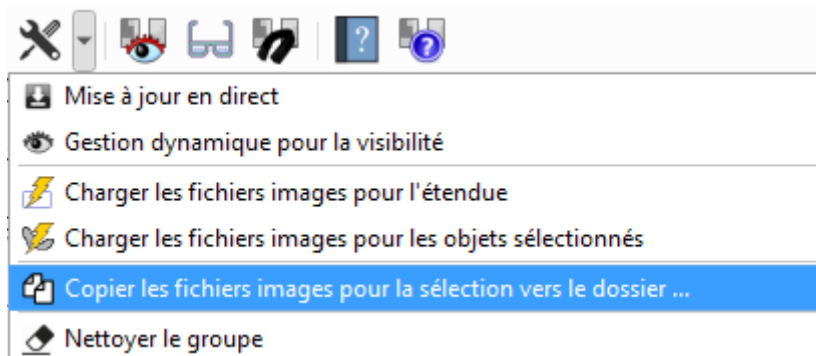 ? ?
Mise à jour en direct
Gestion dynamique pour la visibilité
Charger les fichiers images pour l'étendue
Charger les fichiers images pour les objets sélectionnés
Copier les fichiers images pour la sélection vers le dossier ...
Nettoyer le groupe